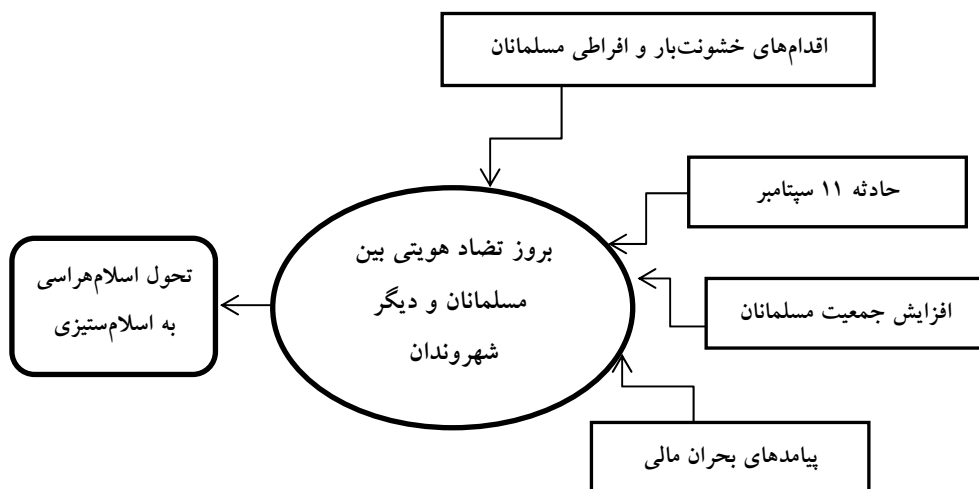 اقدام‌های خشونت‌بار و افراطی مسلمانان
حادثه ۱۱ سپتامبر
بروز تضاد هویتی بین
مسلمانان و دیگر
شهروندان
تحول اسلام‌هراسی
به اسلام‌ستیزی
افزایش جمعیت مسلمانان
پیامدهای بحران مالی